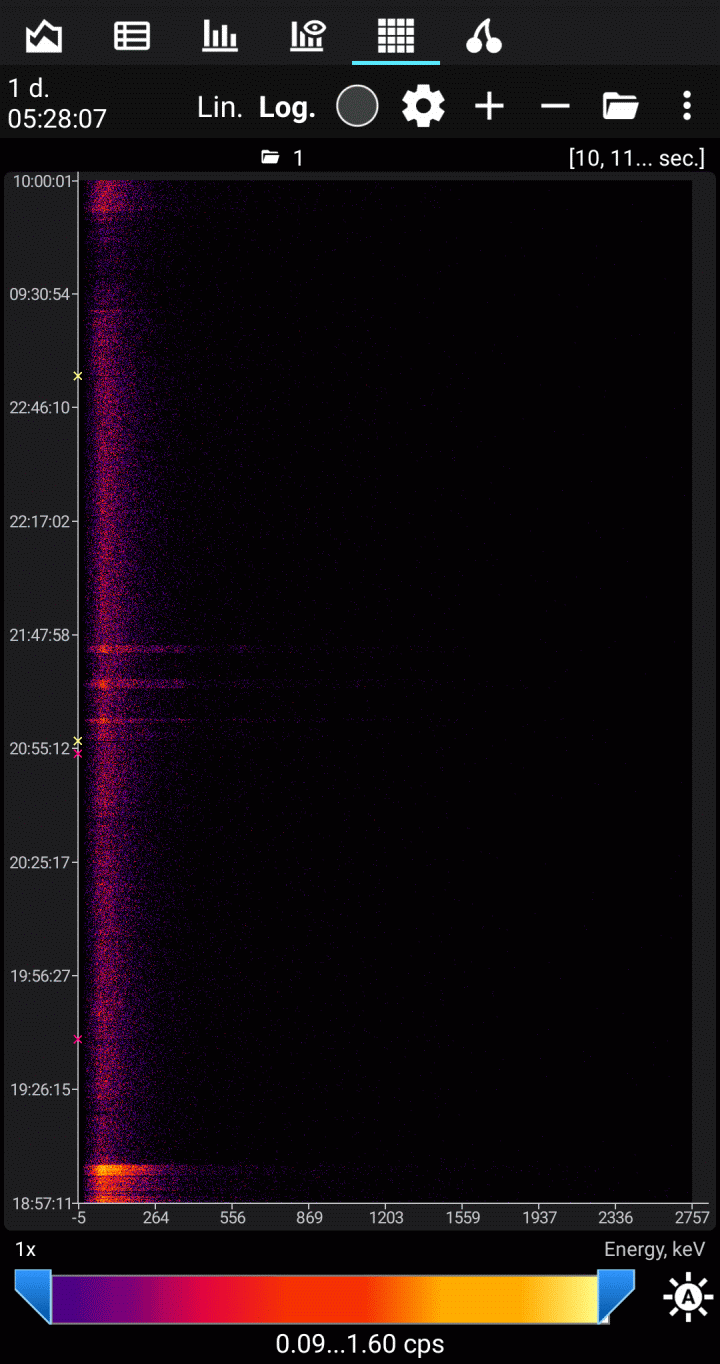 1 d.
05:28:07
Lin. Log.
1
[10, 11... sec.]
10:00:01
09:30:54
22:46:10
22:17:02
21:47:58
20:55:12
20:25:17
19:56:27
19:26:15
18:57:11
-5 264 556 869 1203 1559 1937 2336 2757
1x
Energy, keV
A
0.09...1.60 cps